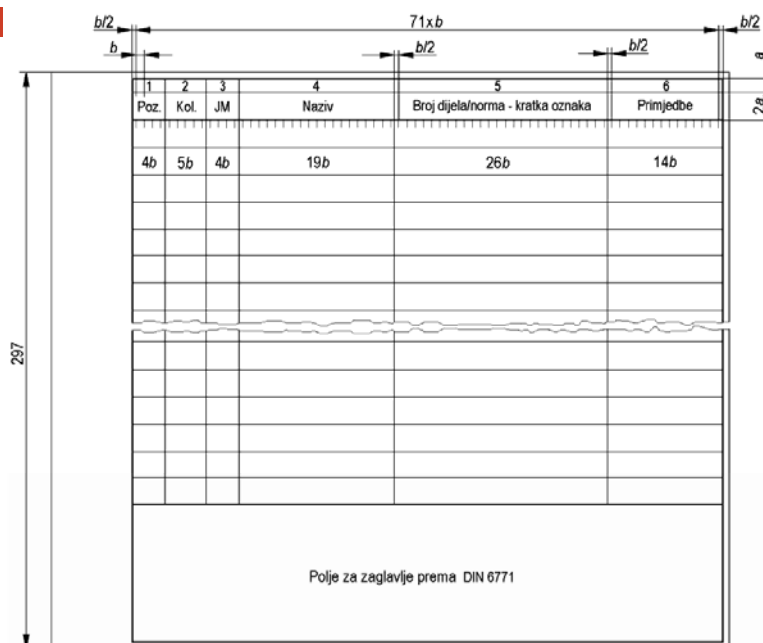 b/2 71xb b/2
b b/2 b/2 a
1 2 3 4 5 6
Poz. Kol. JM Naziv Broj dijela/norma - kratka oznaka Primjedbe 2a
4b 5b 4b 19b 26b 14b
297
Polje za zaglavlje prema DIN 6771